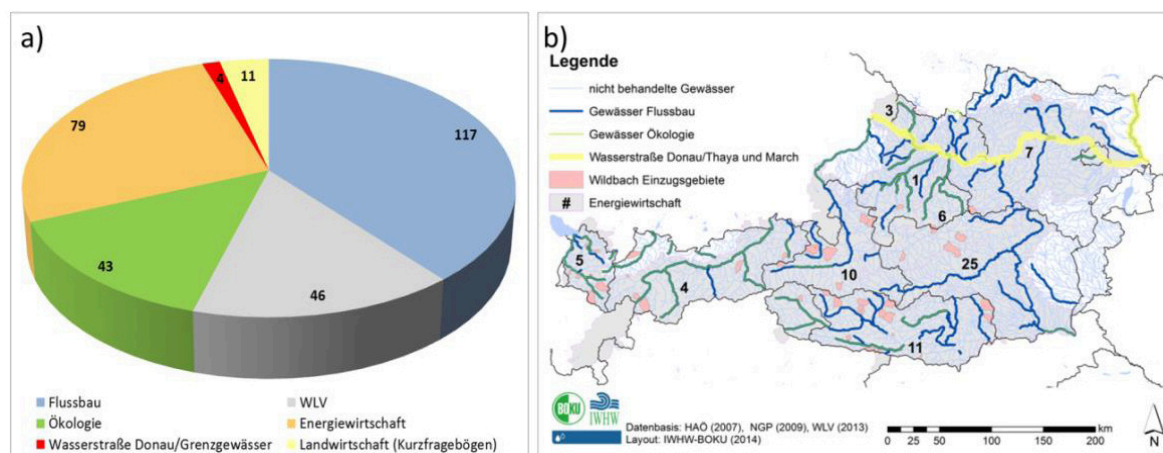 a)
4
11
79
117
43
46
Flussbau
WLV
Ökologie
Energiewirtschaft
Wasserstraße Donau/Grenzgewässer
Landwirtschaft (Kurzfragebögen)
b)
Legende
nicht behandelte Gewässer
Gewässer Flussbau
Gewässer Ökologie
Wasserstraße Donau/Thaya und March
Wildbach Einzugsgebiete
# Energiewirtschaft
3
7
1
6
5
25
10
4
11
BOKU
IWHW
Datenbasis: HAÖ (2007), NGP (2009), WLV (2013)
Layout: IWHW-BOKU (2014)
km
0 25 50 100 150 200
N